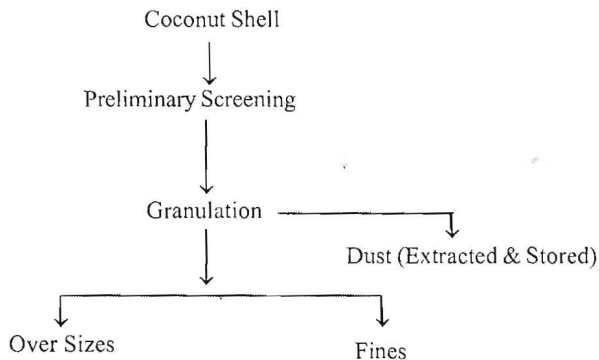 Coconut Shell
Preliminary Screening
Granulation
Dust (Extracted & Stored)
Over Sizes
Fines